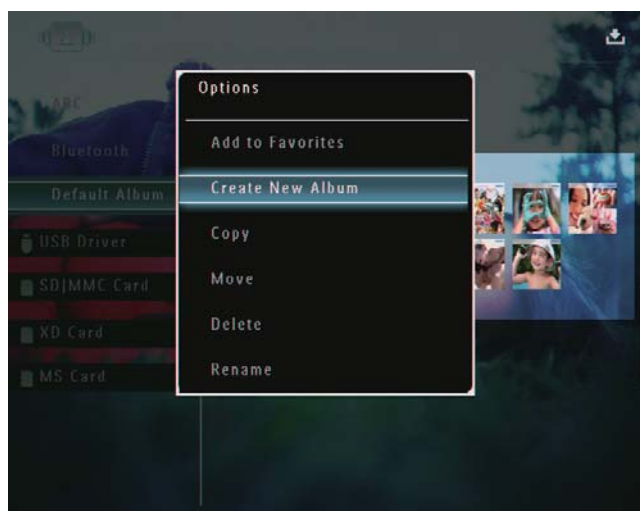 ABC
Bluetooth
Default Album
USB Driver
SD|MMC Card
XD Card
MS Card
Options
Add to Favorites
Create New Album
Copy
Move
Delete
Rename